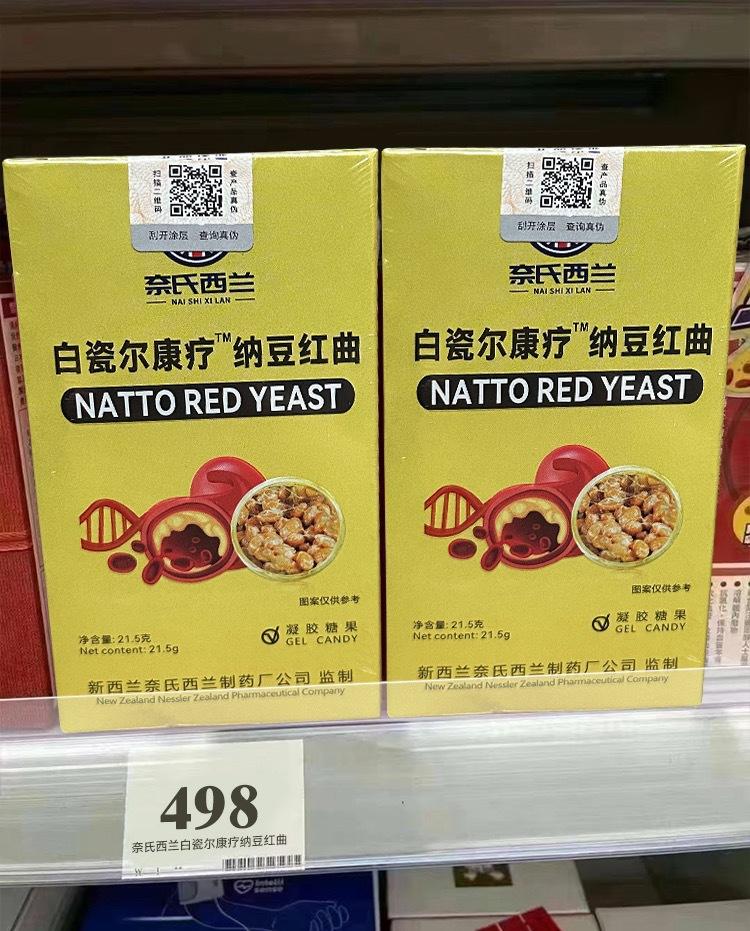 扫描二维码
查产品真伪
刮开涂层 查询真伪
奈氏西兰
NAI SHI XI LAN
白瓷尔康疗™纳豆红曲
NATTO RED YEAST
图案仅供参考
净含量: 21.5克
Net content: 21.5g
凝胶糖果
GEL CANDY
新西兰奈氏西兰制药厂公司 监制
New Zealand Nessler Zealand Pharmaceutical Company
扫描二维码
查产品真伪
刮开涂层 查询真伪
奈氏西兰
NAI SHI XI LAN
白瓷尔康疗™纳豆红曲
NATTO RED YEAST
图案仅供参考
净含量: 21.5克
Net content: 21.5g
凝胶糖果
GEL CANDY
新西兰奈氏西兰制药厂公司 监制
New Zealand Nessler Zealand Pharmaceutical Company
498
奈氏西兰白瓷尔康疗纳豆红曲
intelli
sense